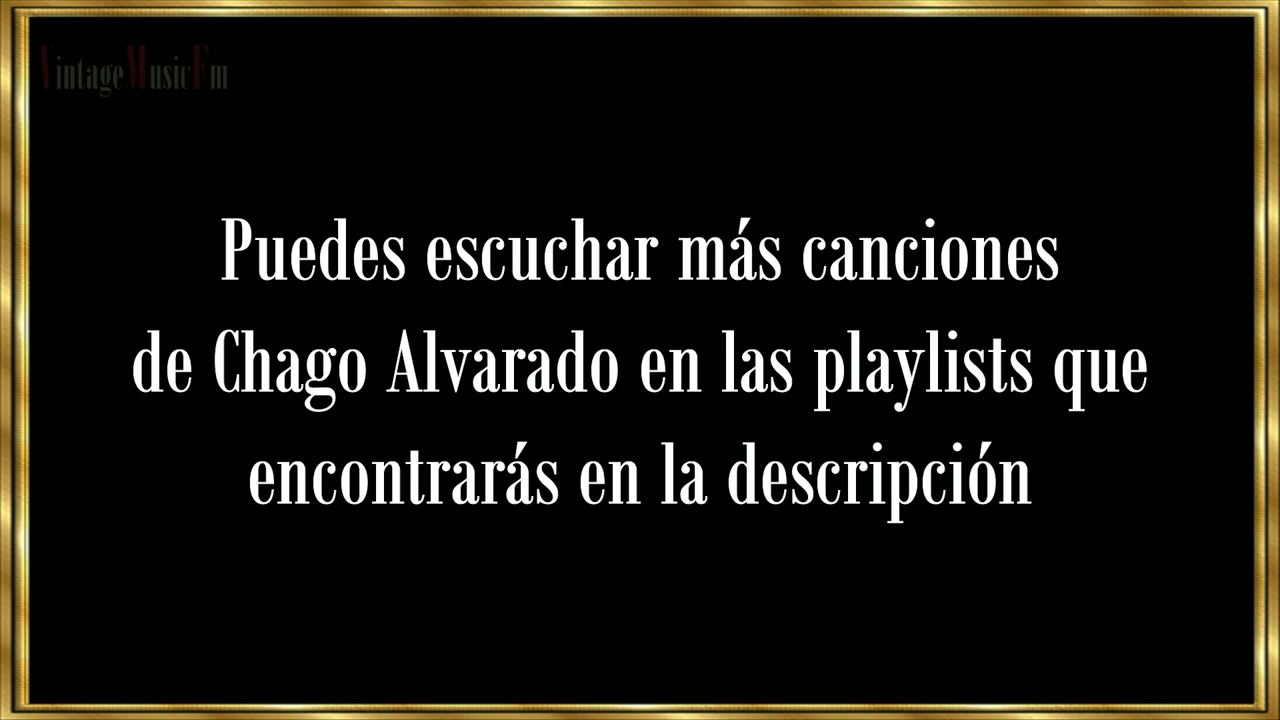 VintageMusicFm
Puedes escuchar más canciones
de Chago Alvarado en las playlists que
encontrarás en la descripción